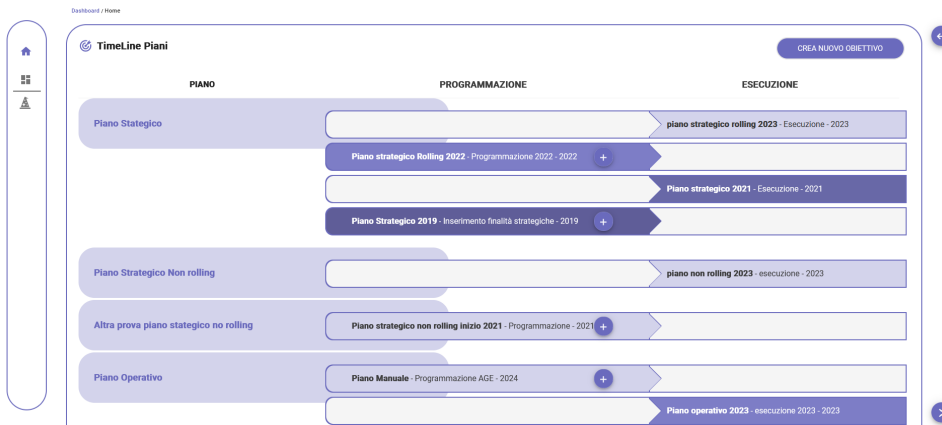 Dashboard / Home
TimeLine Piani
CREA NUOVO OBIETTIVO
PIANO PROGRAMMAZIONE ESECUZIONE
Piano Stategico
piano strategico rolling 2023 - Esecuzione - 2023
Piano strategico Rolling 2022 - Programmazione 2022 - 2022 +
Piano strategico 2021 - Esecuzione - 2021
Piano Strategico 2019 - Inserimento finalità strategiche - 2019 +
Piano Strategico Non rolling
piano non rolling 2023 - esecuzione - 2023
Altra prova piano stategico no rolling
Piano strategico non rolling inizio 2021 - Programmazione - 2021 +
Piano Operativo
Piano Manuale - Programmazione AGE - 2024 +
Piano operativo 2023 - esecuzione 2023 - 2023